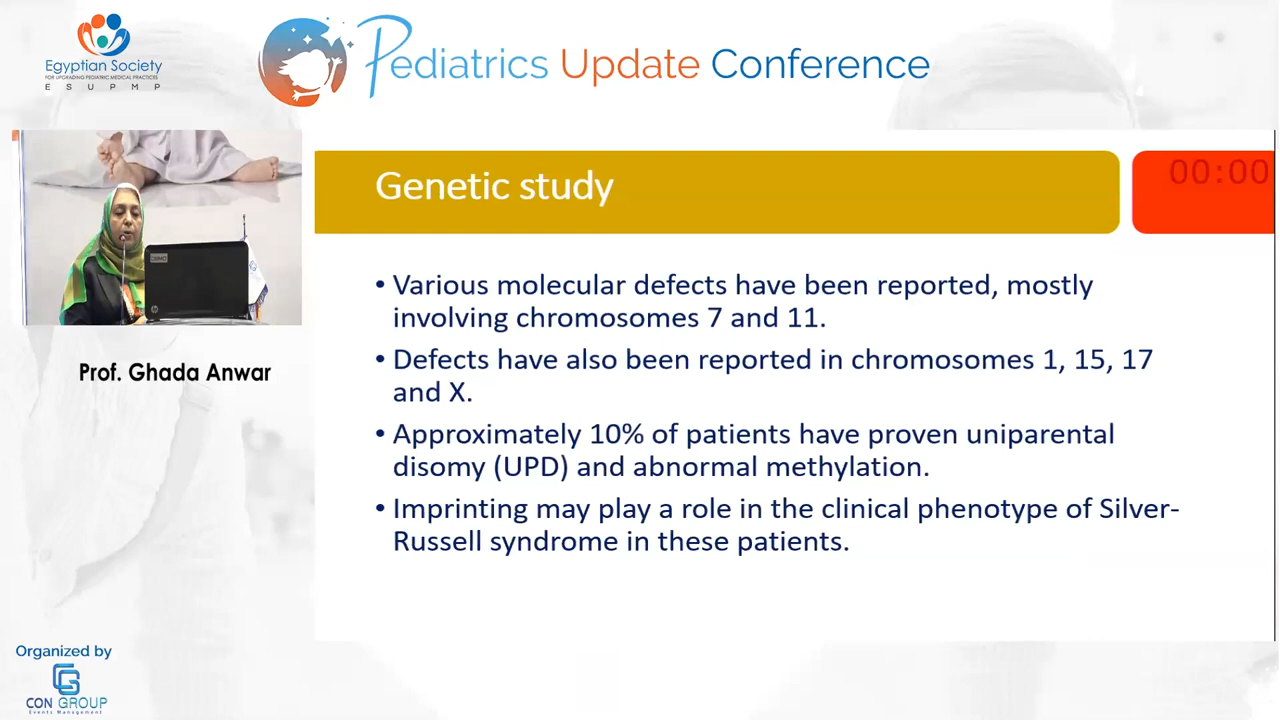 Egyptian Society
FOR UPGRADING PEDIATRIC MEDICAL PRACTICES
E S U P M P
Pediatrics Update Conference
Genetic study
00:00
• Various molecular defects have been reported, mostly
involving chromosomes 7 and 11.
• Defects have also been reported in chromosomes 1, 15, 17
and X.
• Approximately 10% of patients have proven uniparental
disomy (UPD) and abnormal methylation.
• Imprinting may play a role in the clinical phenotype of Silver-
Russell syndrome in these patients.
Prof. Ghada Anwar
Organized by
CON GROUP
Events Management